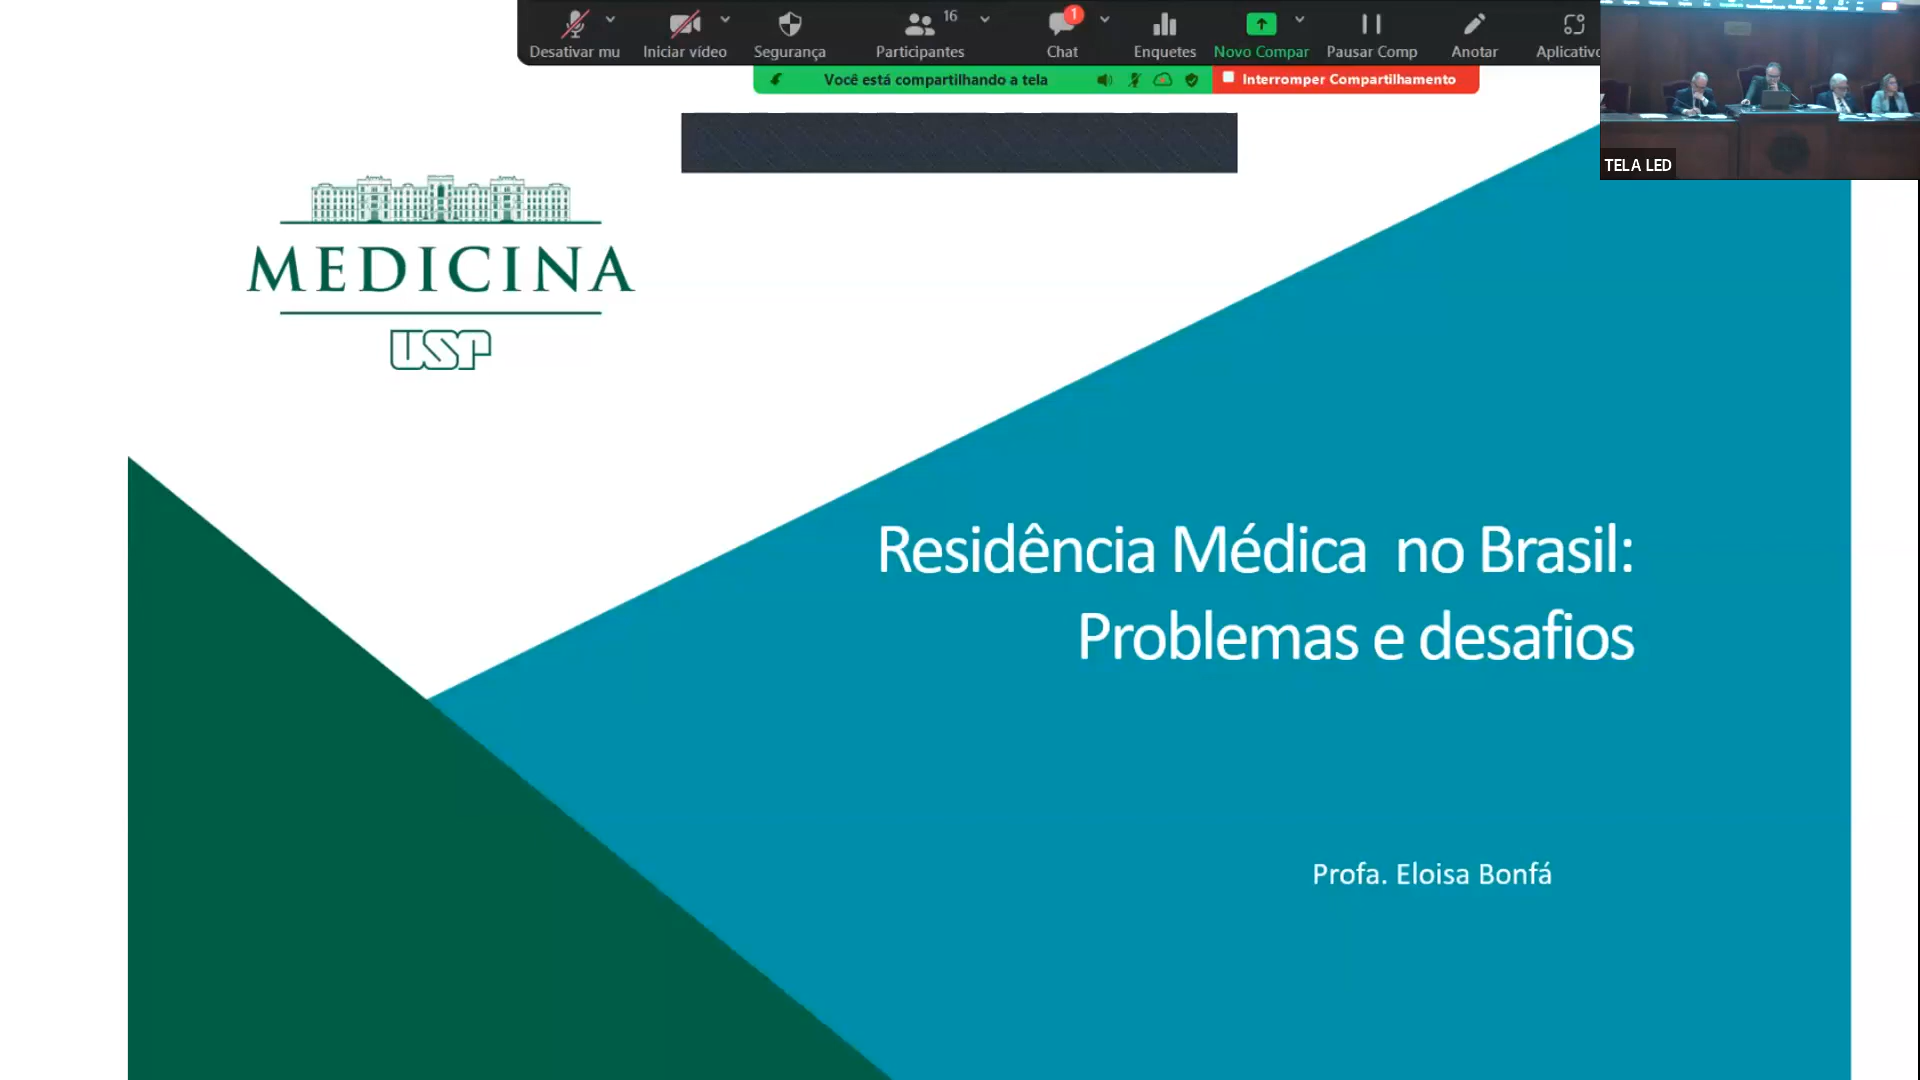 Desativar mu
Iniciar vídeo
Segurança
16
Participantes
1
Chat
Enquetes
Novo Compar
Pausar Comp
Anotar
Aplicativo
Você está compartilhando a tela
Interromper Compartilhamento
TELA LED
MEDICINA
USP
Residência Médica no Brasil:
Problemas e desafios
Profa. Eloisa Bonfá